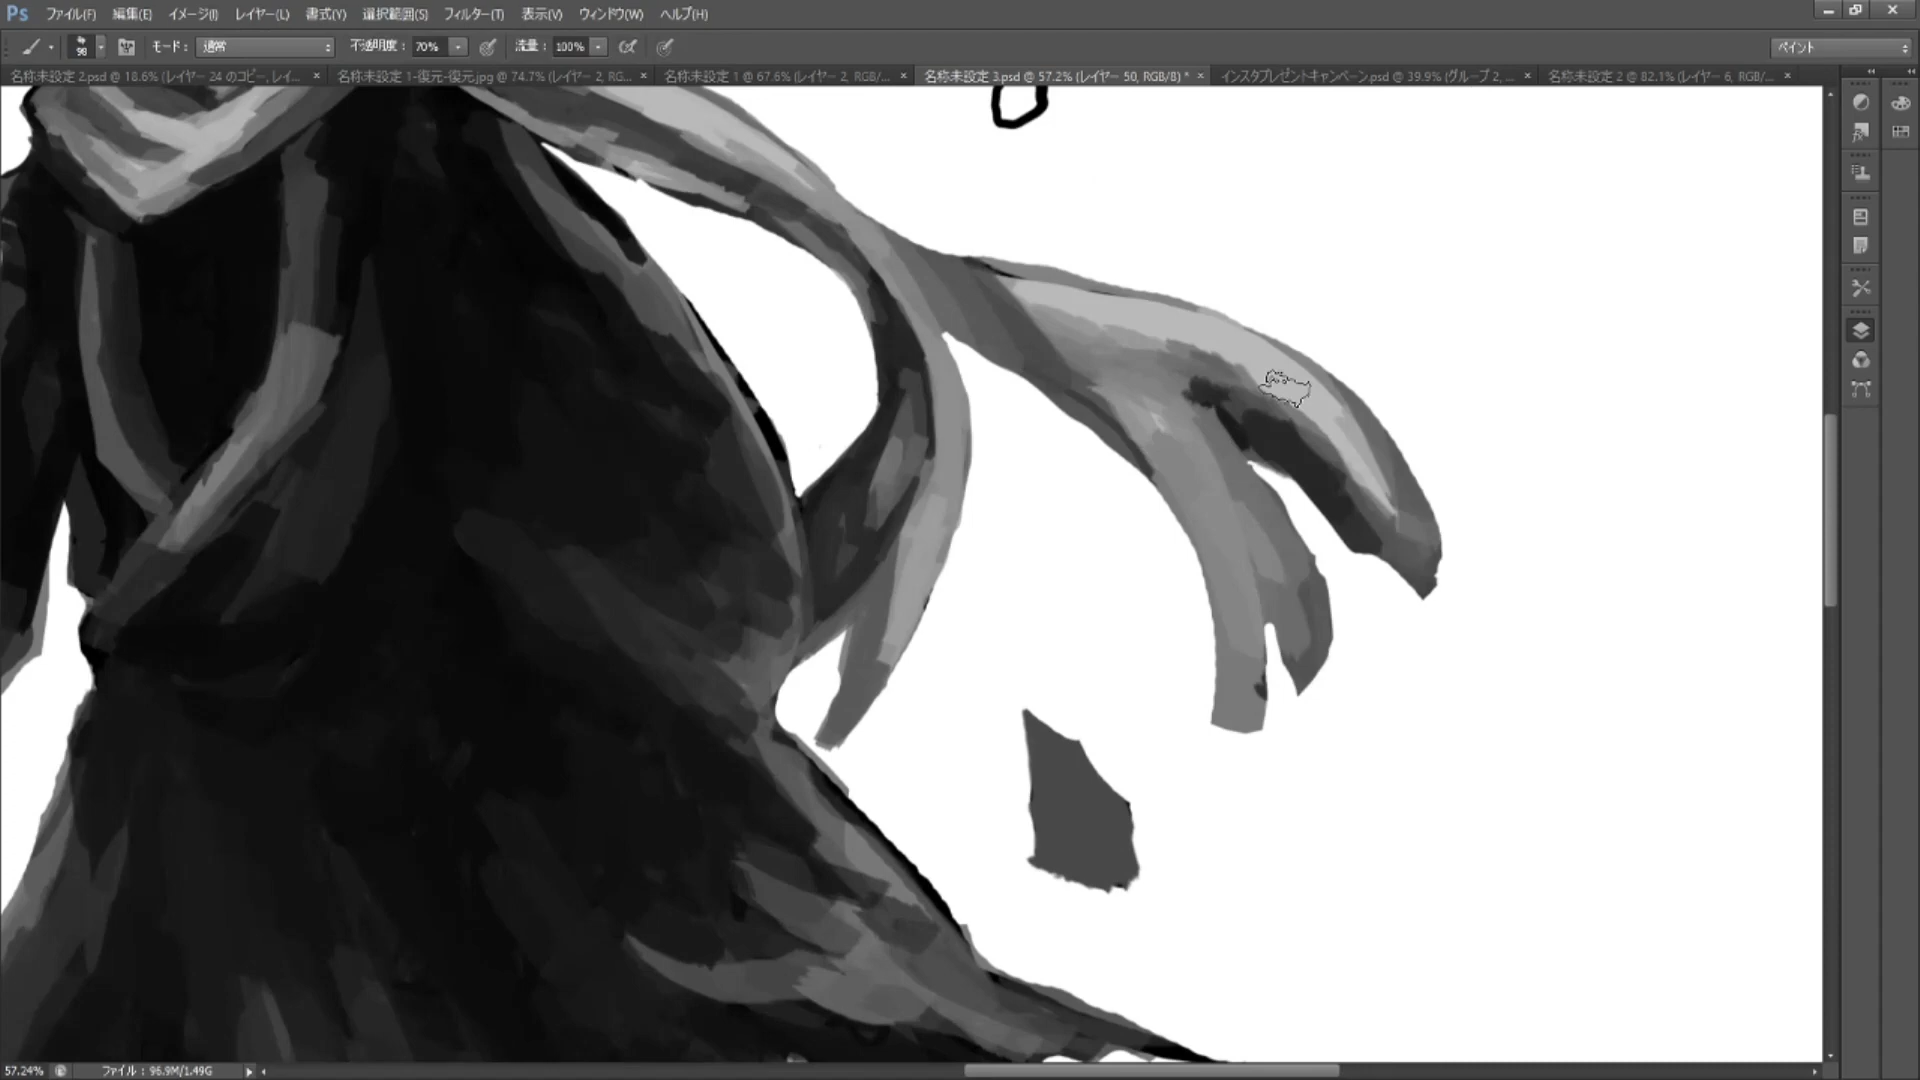 Ps ファイル(F) 編集(E) イメージ(I) レイヤー(L) 書式(Y) 選択範囲(S) フィルター(T) 表示(V) ウィンドウ(W) ヘルプ(H)
98 モード： 通常 不透明度： 70% 流量： 100% ペイント
名称未設定 2.psd @ 18.6% (レイヤー 24 のコピー, レイ... × 名称未設定 1-復元-復元.jpg @ 74.7% (レイヤー 2, RG... × 名称未設定 1 @ 67.6% (レイヤー 2, RGB/... × 名称未設定 3.psd @ 57.2% (レイヤー 50, RGB/8) * × インスタプレゼントキャンペーン.psd @ 39.9% (グループ 2, ... × 名称未設定 2 @ 82.1% (レイヤー 6, RGB/... ×
57.24% ファイル：96.9M/1.49G